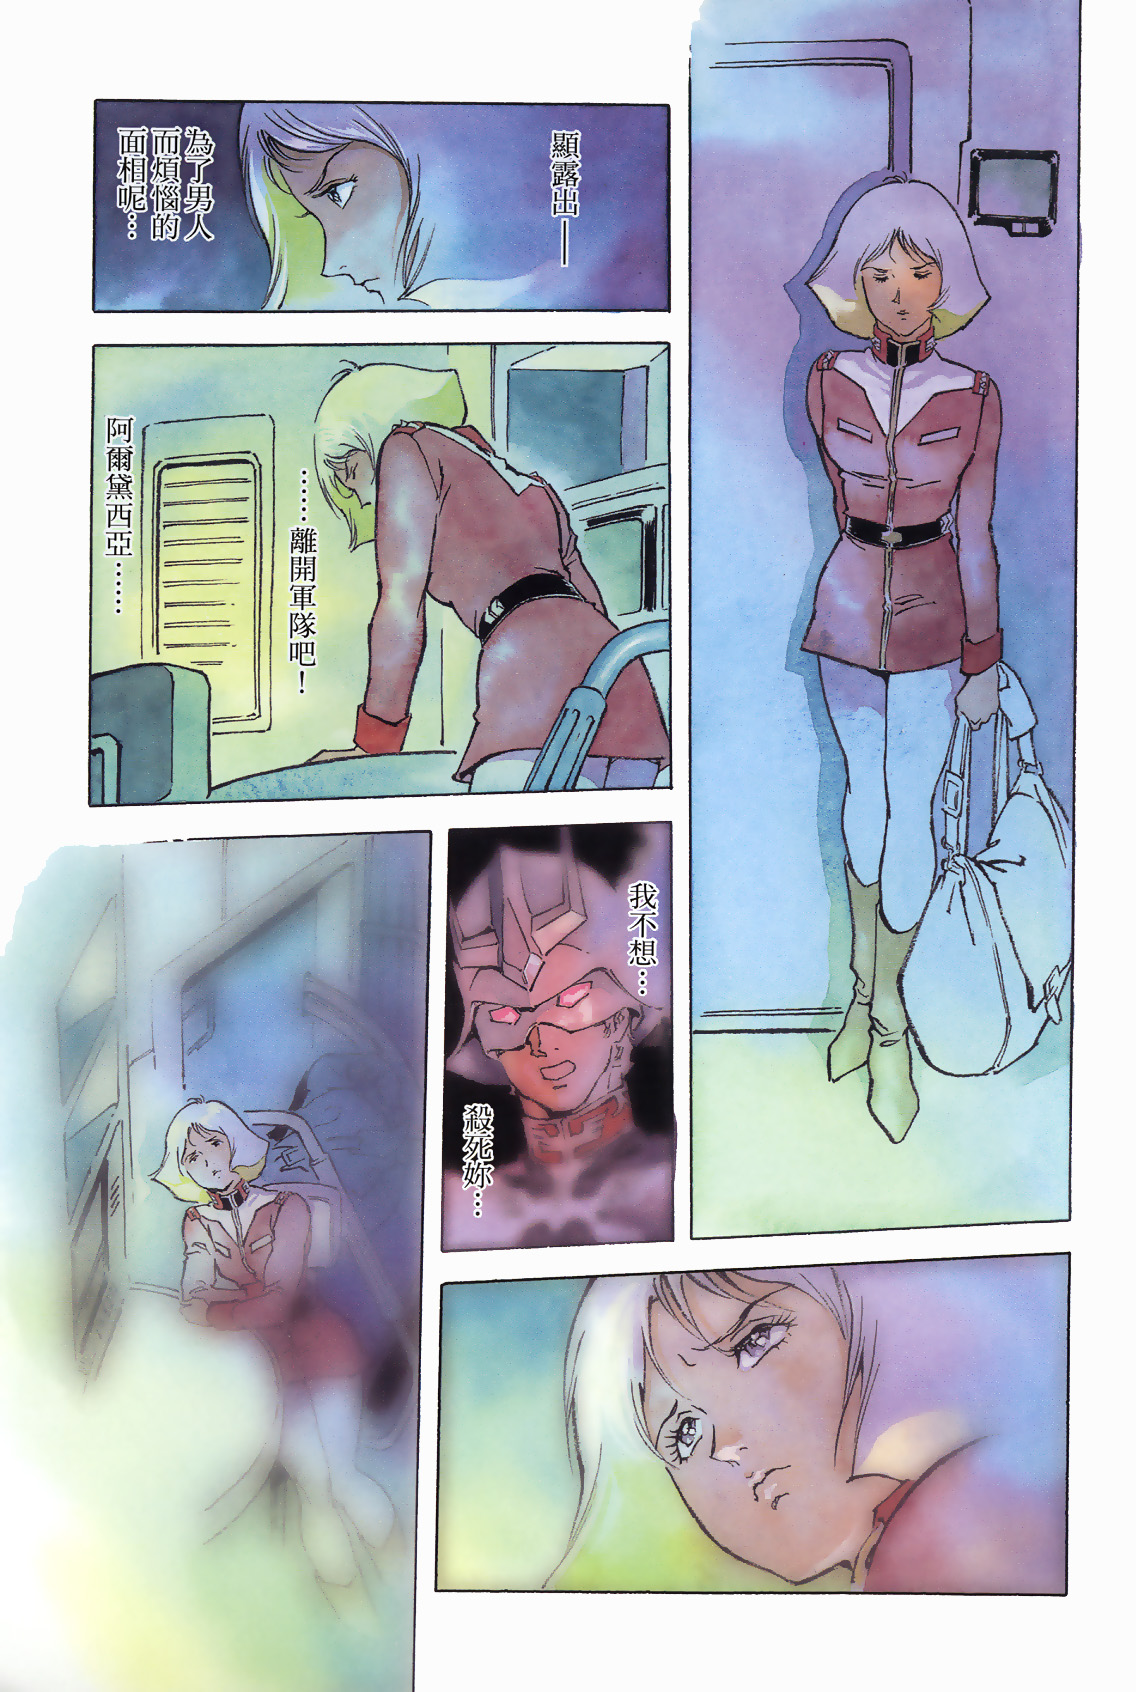 顯露出——
為了男人
而煩惱的
面相呢…
……離開軍隊吧！
阿爾黛西亞……
我不想…
殺死妳…